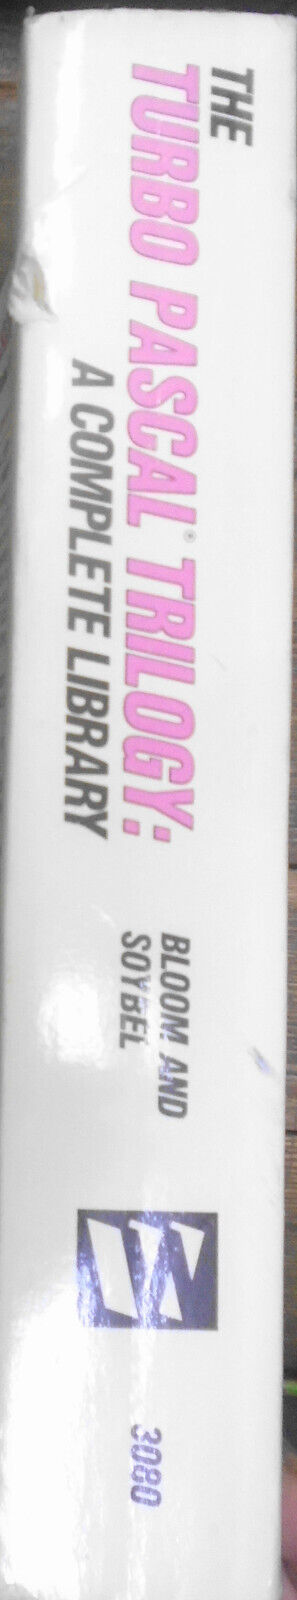 THE
TURBO PASCAL® TRILOGY:
A COMPLETE LIBRARY
BLOOM AND
SOYBEL
3080